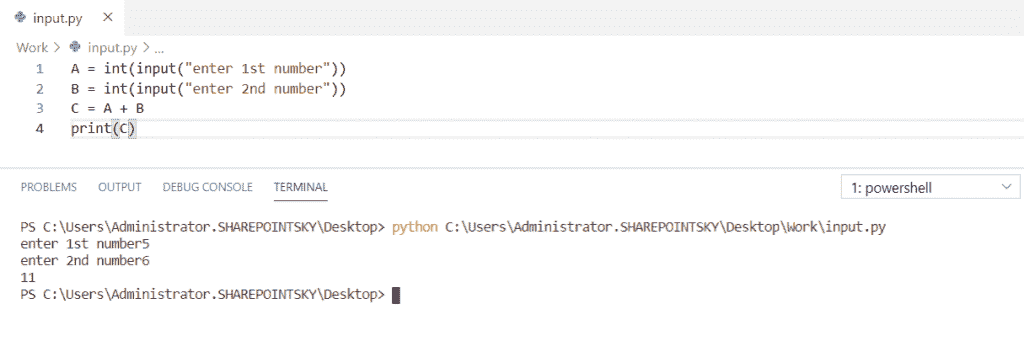 input.py ×
Work > input.py > ...
1 A = int(input("enter 1st number"))
2 B = int(input("enter 2nd number"))
3 C = A + B
4 print(C)
PROBLEMS OUTPUT DEBUG CONSOLE TERMINAL 1: powershell
PS C:\Users\Administrator.SHAREPOINTSKY\Desktop> python C:\Users\Administrator.SHAREPOINTSKY\Desktop\Work\input.py
enter 1st number5
enter 2nd number6
11
PS C:\Users\Administrator.SHAREPOINTSKY\Desktop>